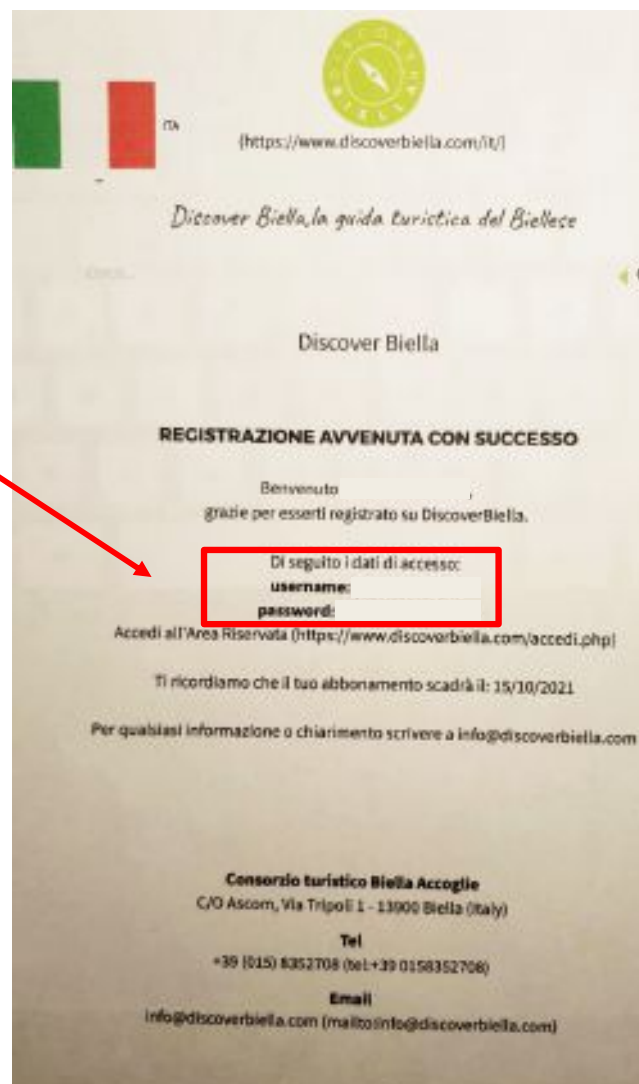 DISCOVER
BIELLA
ITA
(https://www.discoverbiella.com/it/)
Discover Biella, la guida turistica del Biellese
Discover Biella
REGISTRAZIONE AVVENUTA CON SUCCESSO
Benvenuto ,
grazie per esserti registrato su DiscoverBiella.
Di seguito i dati di accesso:
username:
password:
Accedi all'Area Riservata (https://www.discoverbiella.com/accedi.php)
Ti ricordiamo che il tuo abbonamento scadrà il: 15/10/2021
Per qualsiasi informazione o chiarimento scrivere a info@discoverbiella.com
Consorzio turistico Biella Accoglie
C/O Ascom, Via Tripoli 1 - 13900 Biella (Italy)
Tel
+39 (015) 8352708 (tel:+39 0158352708)
Email
info@discoverbiella.com (mailto:info@discoverbiella.com)